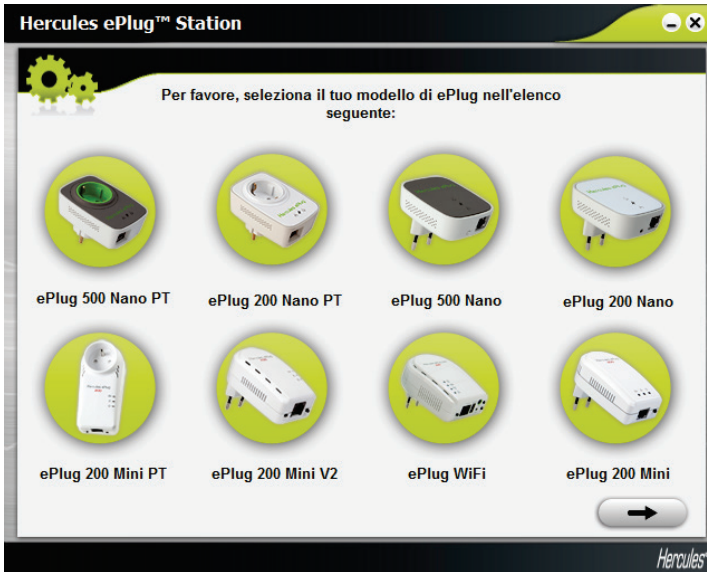 Hercules ePlug™ Station
Per favore, seleziona il tuo modello di ePlug nell'elenco
seguente:
ePlug 500 Nano PT
ePlug 200 Nano PT
ePlug 500 Nano
ePlug 200 Nano
ePlug 200 Mini PT
ePlug 200 Mini V2
ePlug WiFi
ePlug 200 Mini
Hercules